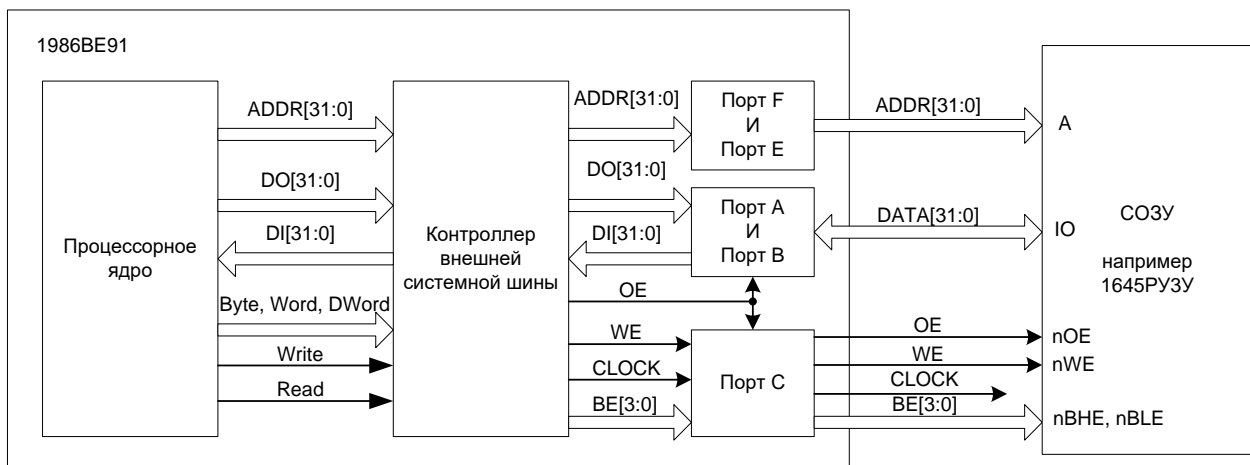 1986ВЕ91
Процессорное
ядро
ADDR[31:0]
DO[31:0]
DI[31:0]
Byte, Word, DWord
Write
Read
Контроллер
внешней
системной шины
ADDR[31:0]
DO[31:0]
DI[31:0]
OE
WE
CLOCK
BE[3:0]
Порт F
И
Порт E
Порт А
И
Порт В
Порт С
ADDR[31:0]
DATA[31:0]
OE
WE
CLOCK
BE[3:0]
A
IO
nOE
nWE
nBHE, nBLE
СОЗУ
например
1645РУ3У